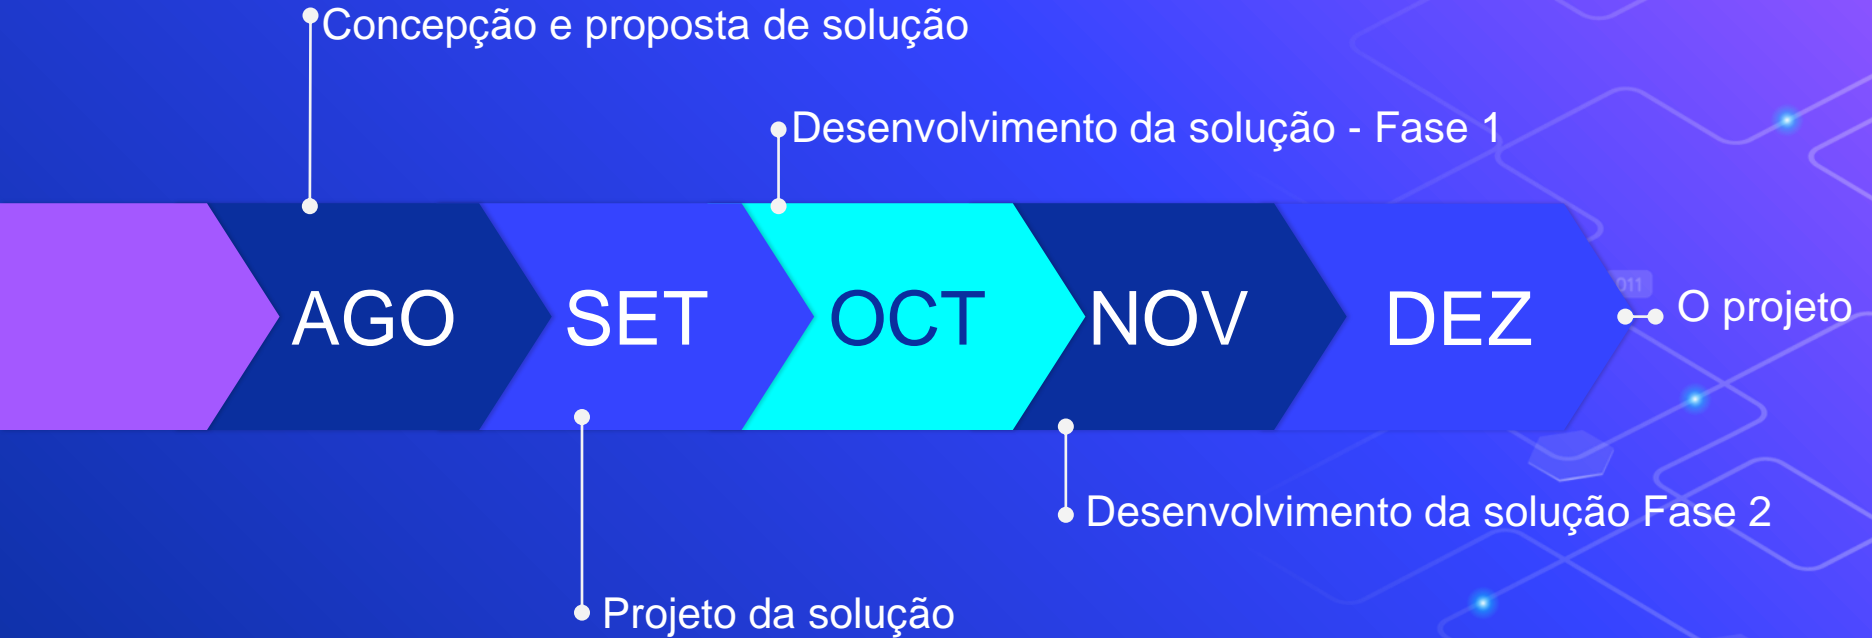 Concepção e proposta de solução
Desenvolvimento da solução - Fase 1
AGO
SET
OCT
NOV
DEZ
011
O projeto
Desenvolvimento da solução Fase 2
Projeto da solução